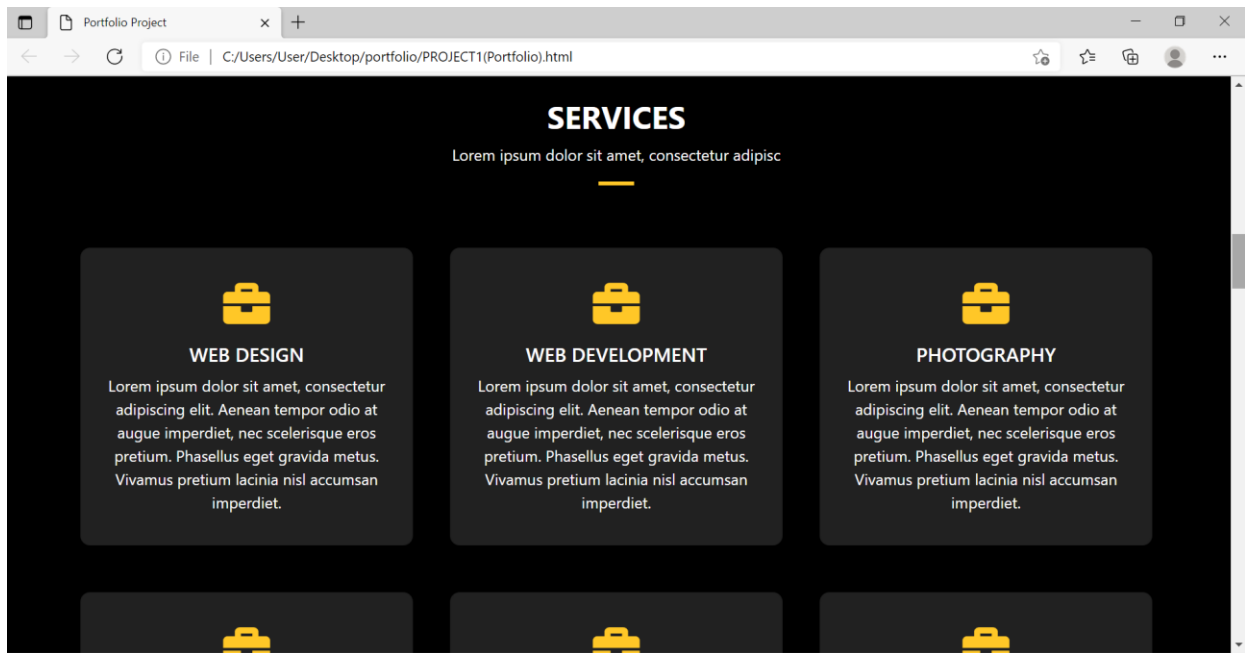 Portfolio Project
File | C:/Users/User/Desktop/portfolio/PROJECT1(Portfolio).html
SERVICES
Lorem ipsum dolor sit amet, consectetur adipisc
WEB DESIGN
Lorem ipsum dolor sit amet, consectetur
adipiscing elit. Aenean tempor odio at
augue imperdiet, nec scelerisque eros
pretium. Phasellus eget gravida metus.
Vivamus pretium lacinia nisl accumsan
imperdiet.
WEB DEVELOPMENT
Lorem ipsum dolor sit amet, consectetur
adipiscing elit. Aenean tempor odio at
augue imperdiet, nec scelerisque eros
pretium. Phasellus eget gravida metus.
Vivamus pretium lacinia nisl accumsan
imperdiet.
PHOTOGRAPHY
Lorem ipsum dolor sit amet, consectetur
adipiscing elit. Aenean tempor odio at
augue imperdiet, nec scelerisque eros
pretium. Phasellus eget gravida metus.
Vivamus pretium lacinia nisl accumsan
imperdiet.